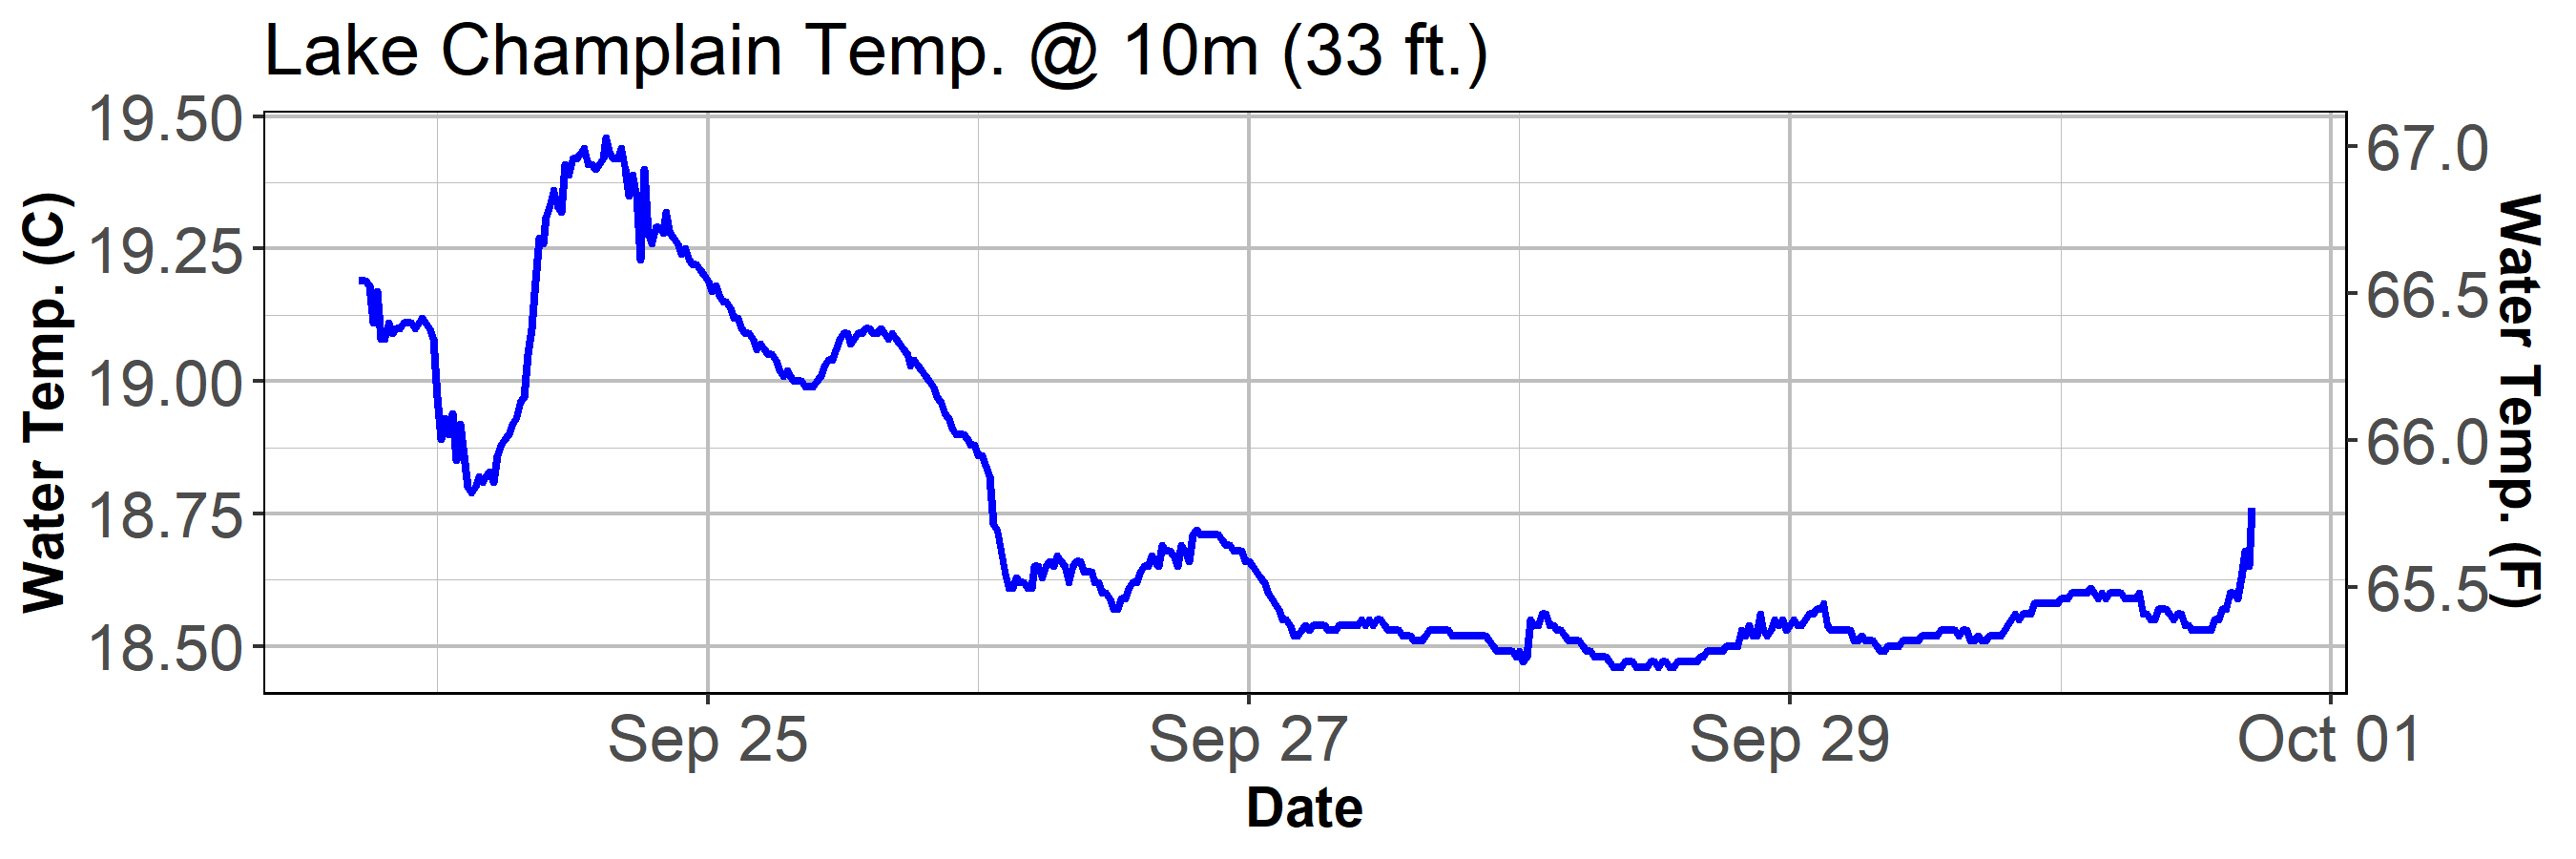 Lake Champlain Temp. @ 10m (33 ft.)
Water Temp. (C)
19.50
19.25
19.00
18.75
18.50
67.0
66.5
66.0
65.5
Water Temp. (F)
Sep 25 Sep 27 Sep 29 Oct 01
Date